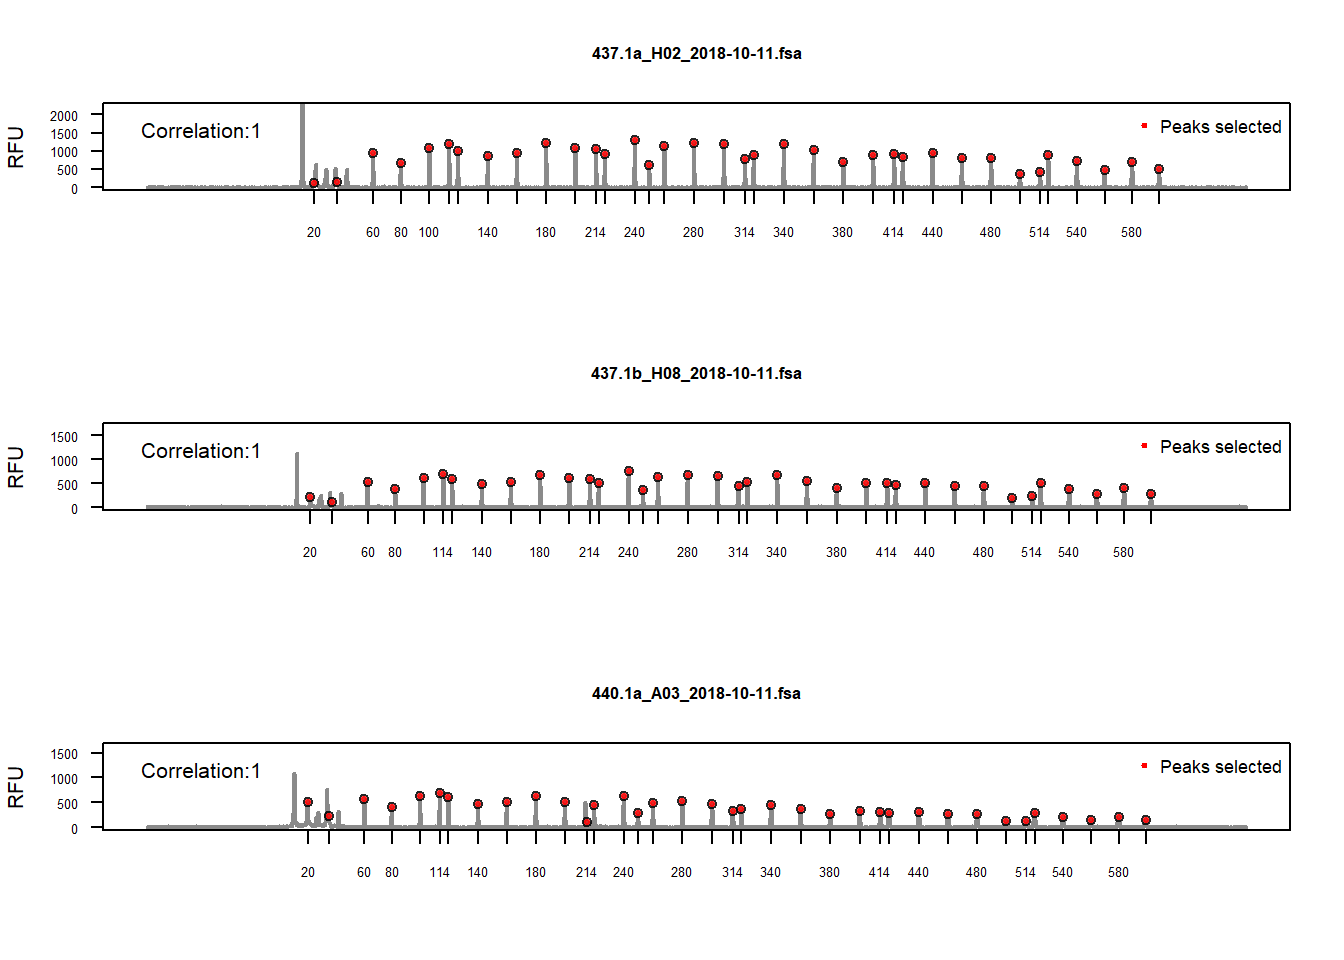 437.1a_H02_2018-10-11.fsa
RFU
2000
1500
1000
500
0
Correlation:1
Peaks selected
20 60 80 100 140 180 214 240 280 314 340 380 414 440 480 514 540 580
437.1b_H08_2018-10-11.fsa
RFU
1500
1000
500
0
Correlation:1
Peaks selected
20 60 80 114 140 180 214 240 280 314 340 380 414 440 480 514 540 580
440.1a_A03_2018-10-11.fsa
RFU
1500
1000
500
0
Correlation:1
Peaks selected
20 60 80 114 140 180 214 240 280 314 340 380 414 440 480 514 540 580